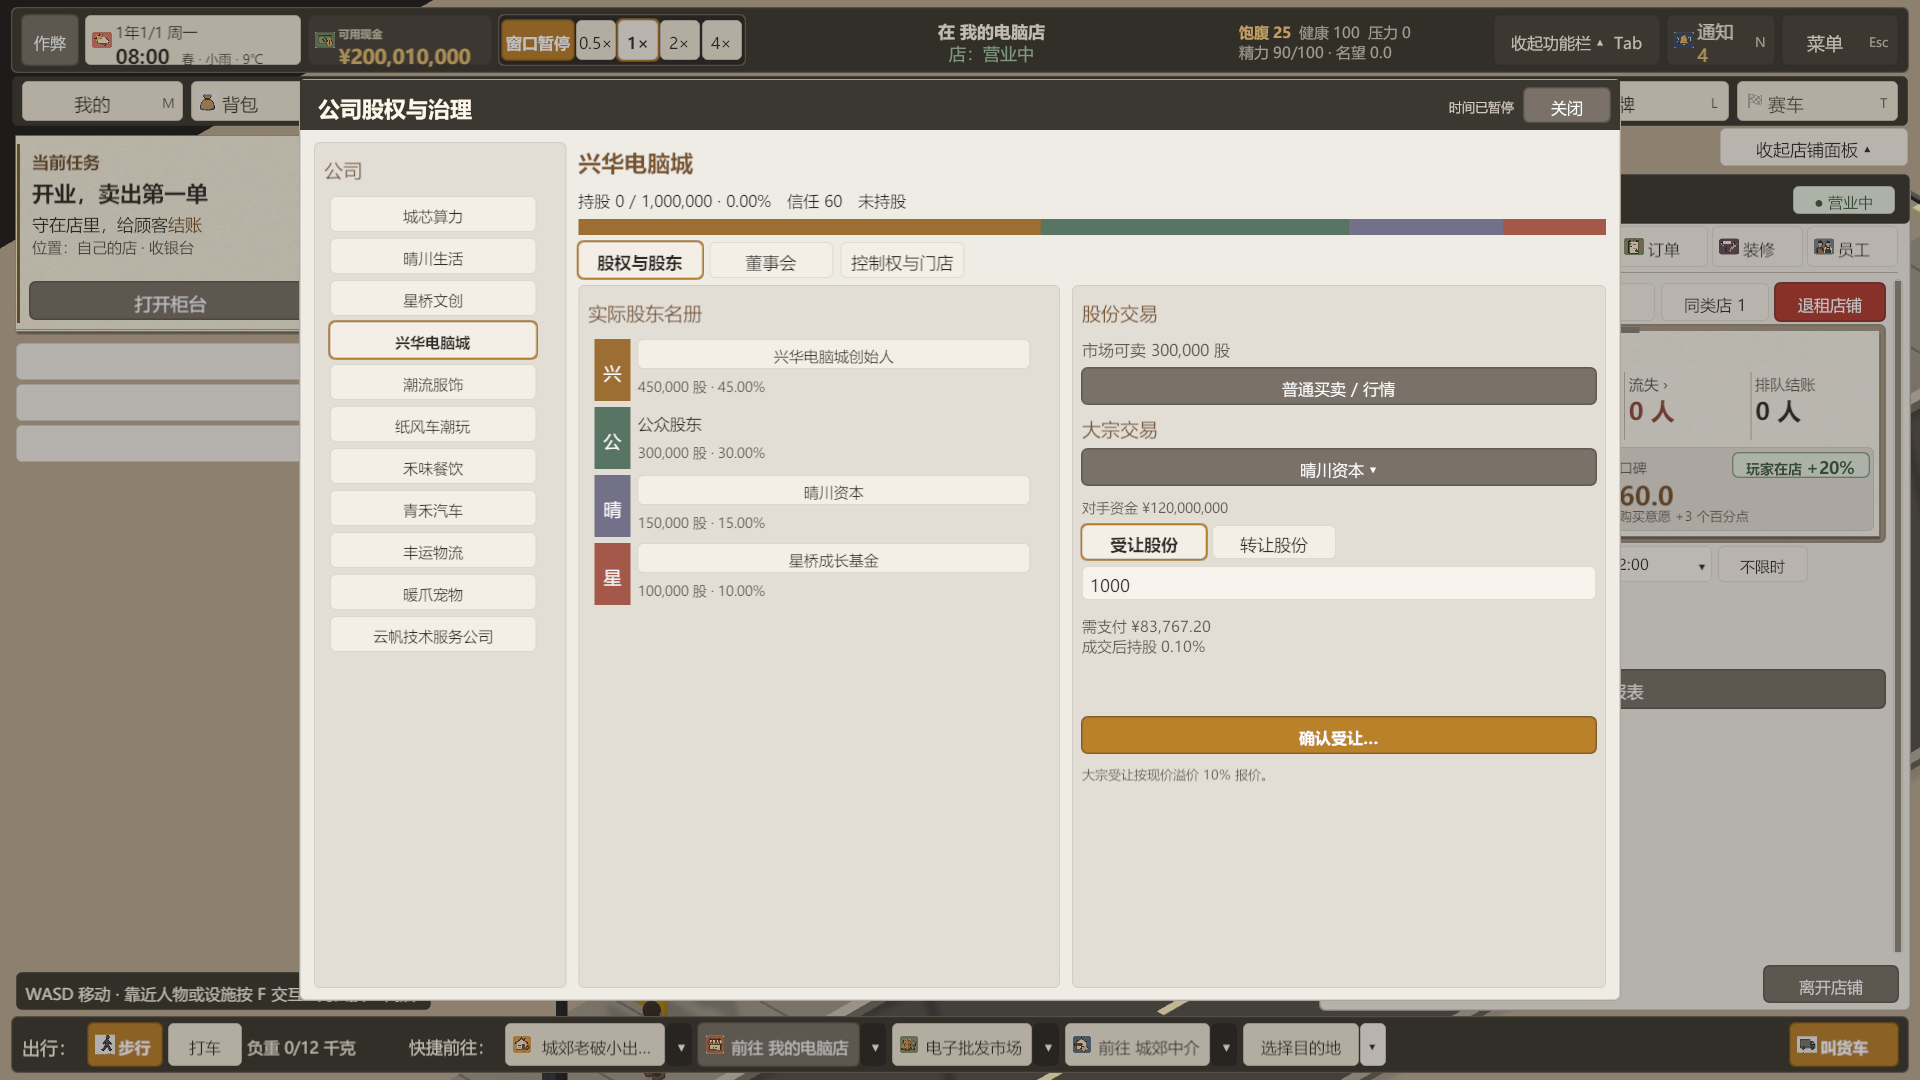 作弊
1年1/1 周一
08:00 春 · 小雨 · 9℃
可用现金
¥200,010,000
窗口暂停 0.5× 1× 2× 4×
在 我的电脑店
店：营业中
饱腹 25 健康 100 压力 0
精力 90/100 · 名望 0.0
收起功能栏 ▴ Tab
通知 4 N
菜单 Esc
我的 M
背包
牌 L
赛车 T
收起店铺面板 ▴
当前任务
开业，卖出第一单
守在店里，给顾客结账
位置：自己的店 · 收银台
打开柜台
公司股权与治理
时间已暂停
关闭
公司
城芯算力
晴川生活
星桥文创
兴华电脑城
潮流服饰
纸风车潮玩
禾味餐饮
青禾汽车
丰运物流
暖爪宠物
云帆技术服务公司
兴华电脑城
持股 0 / 1,000,000 · 0.00% 信任 60 未持股
股权与股东
董事会
控制权与门店
实际股东名册
兴
兴华电脑城创始人
450,000 股 · 45.00%
公
公众股东
300,000 股 · 30.00%
晴
晴川资本
150,000 股 · 15.00%
星
星桥成长基金
100,000 股 · 10.00%
股份交易
市场可卖 300,000 股
普通买卖 / 行情
大宗交易
晴川资本 ▾
对手资金 ¥120,000,000
受让股份
转让股份
1000
需支付 ¥83,767.20
成交后持股 0.10%
确认受让...
大宗受让按现价溢价 10% 报价。
● 营业中
订单
装修
员工
同类店 1
退租店铺
流失 ›
0 人
排队结账
0 人
口碑
玩家在店 +20%
60.0
购买意愿 +3 个百分点
2:00 ▾
不限时
报表
离开店铺
WASD 移动 · 靠近人物或设施按 F 交互
出行：
步行
打车
负重 0/12 千克
快捷前往：
城郊老破小出... ▾
前往 我的电脑店 ▾
电子批发市场 ▾
前往 城郊中介 ▾
选择目的地 ▾
叫货车